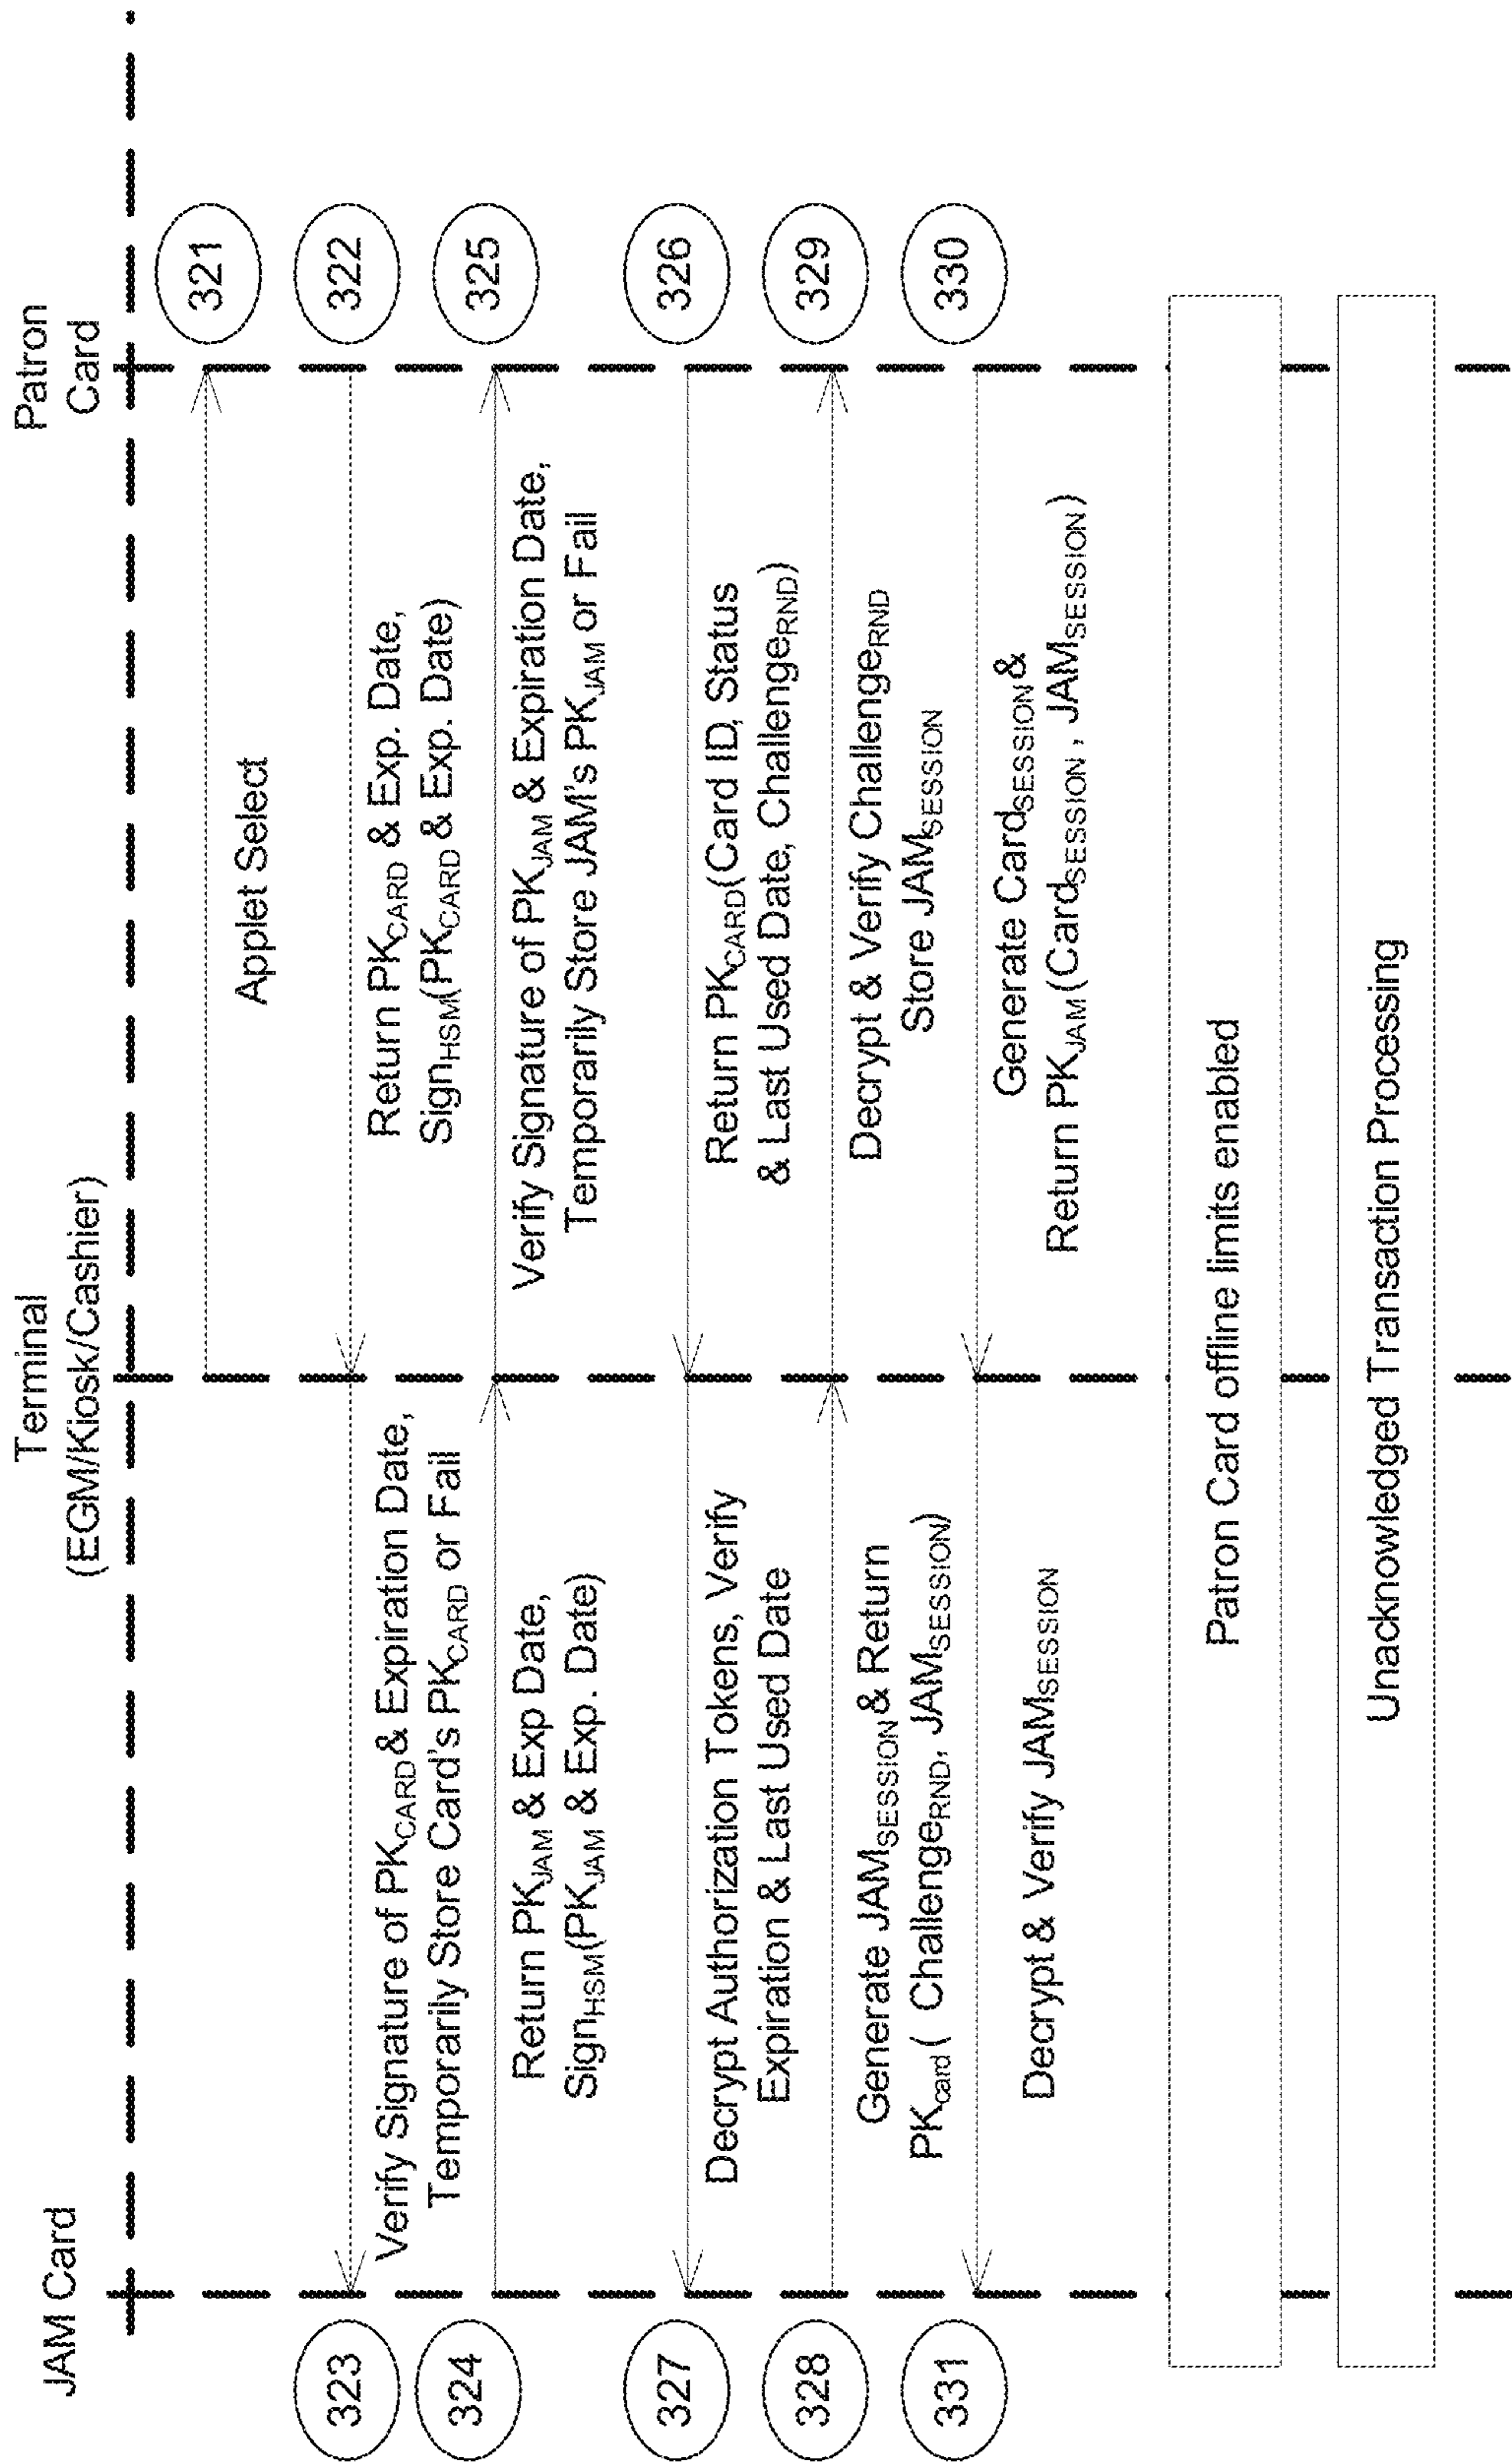 JAM Card
Terminal
(EGM/Kiosk/Cashier)
Patron
Card
Applet Select
321
Return PKCARD & Exp. Date,
SignHSM(PKCARD & Exp. Date)
322
323
Verify Signature of PKCARD & Expiration Date,
Temporarily Store Card's PKCARD or Fail
324
Return PKJAM & Exp Date,
SignHSM(PKJAM & Exp. Date)
Verify Signature of PKJAM & Expiration Date,
Temporarily Store JAM's PKJAM or Fail
325
Return PKCARD(Card ID, Status
& Last Used Date, ChallengeRND)
326
327
Decrypt Authorization Tokens, Verify
Expiration & Last Used Date
328
Generate JAMSESSION & Return
PKcard( ChallengeRND, JAMSESSION)
Decrypt & Verify ChallengeRND
Store JAMSESSION
329
Generate CardSESSION &
Return PKJAM(CardSESSION, JAMSESSION)
330
331
Decrypt & Verify JAMSESSION
Patron Card offline limits enabled
Unacknowledged Transaction Processing